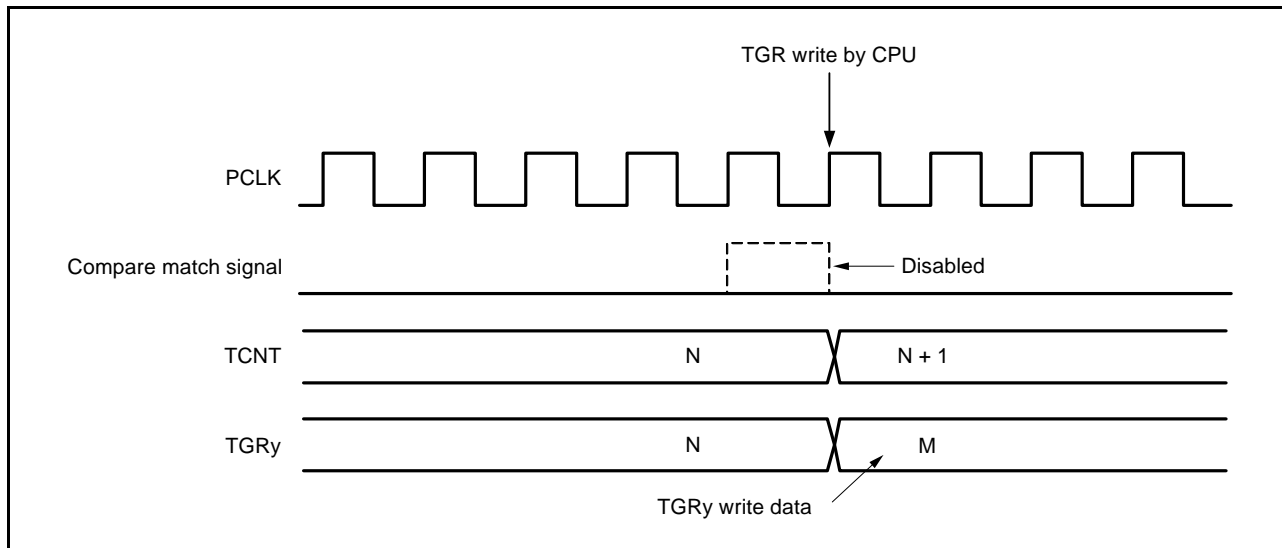 TGR write by CPU
PCLK
Compare match signal
Disabled
TCNT
N
N + 1
TGRy
N
M
TGRy write data